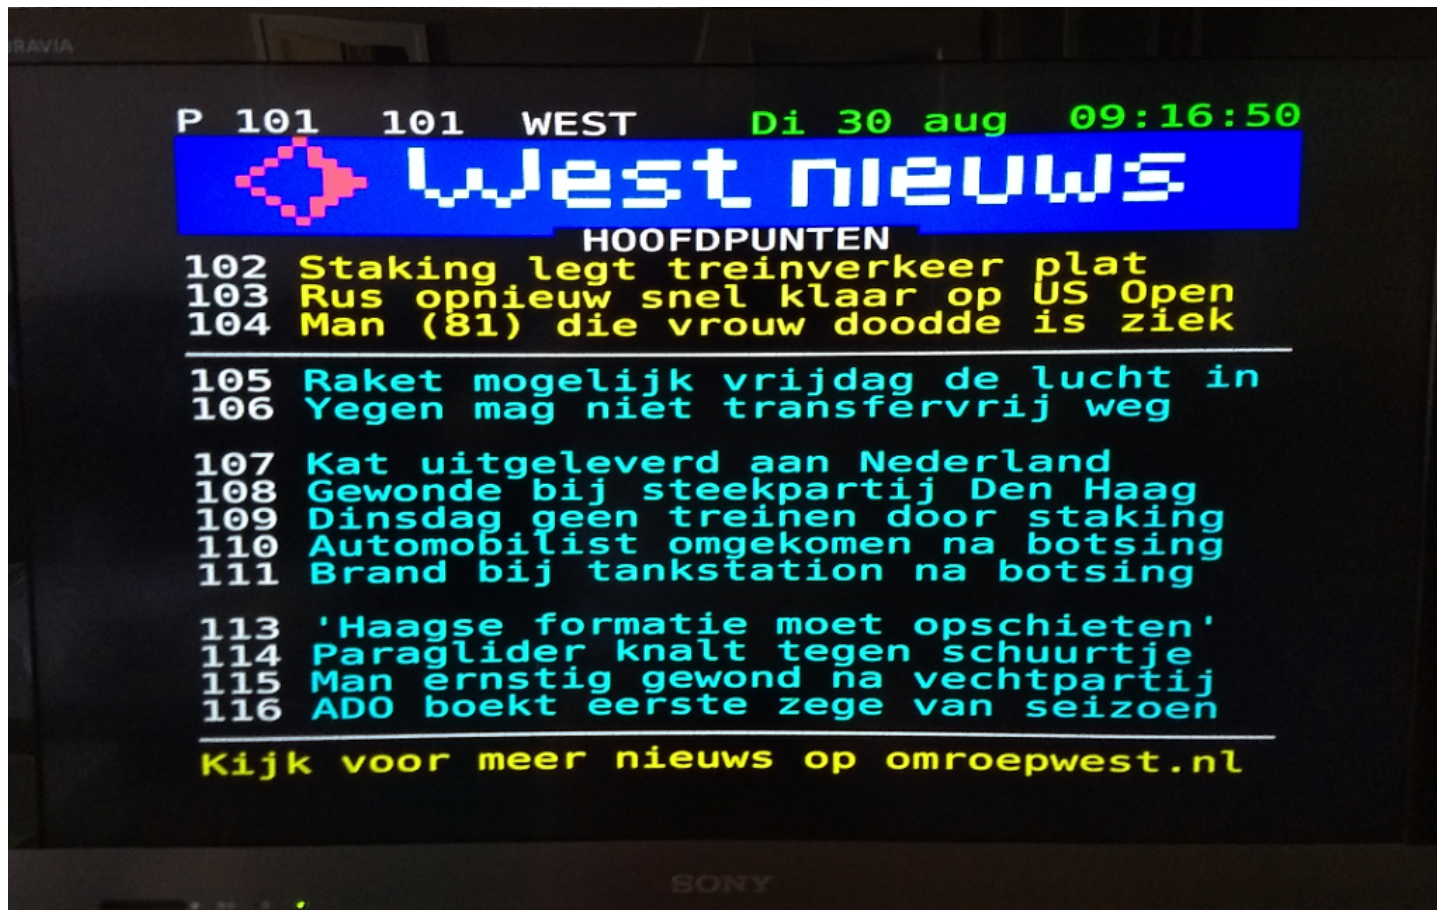 BRAVIA
P 101 101 WEST Di 30 aug 09:16:50
West nieuws
HOOFDPUNTEN
102 Staking legt treinverkeer plat
103 Rus opnieuw snel klaar op US Open
104 Man (81) die vrouw doodde is ziek
105 Raket mogelijk vrijdag de lucht in
106 Yegen mag niet transfervrij weg
107 Kat uitgeleverd aan Nederland
108 Gewonde bij steekpartij Den Haag
109 Dinsdag geen treinen door staking
110 Automobilist omgekomen na botsing
111 Brand bij tankstation na botsing
113 'Haagse formatie moet opschieten'
114 Paraglider knalt tegen schuurtje
115 Man ernstig gewond na vechtpartij
116 ADO boekt eerste zege van seizoen
Kijk voor meer nieuws op omroepwest.nl
SONY